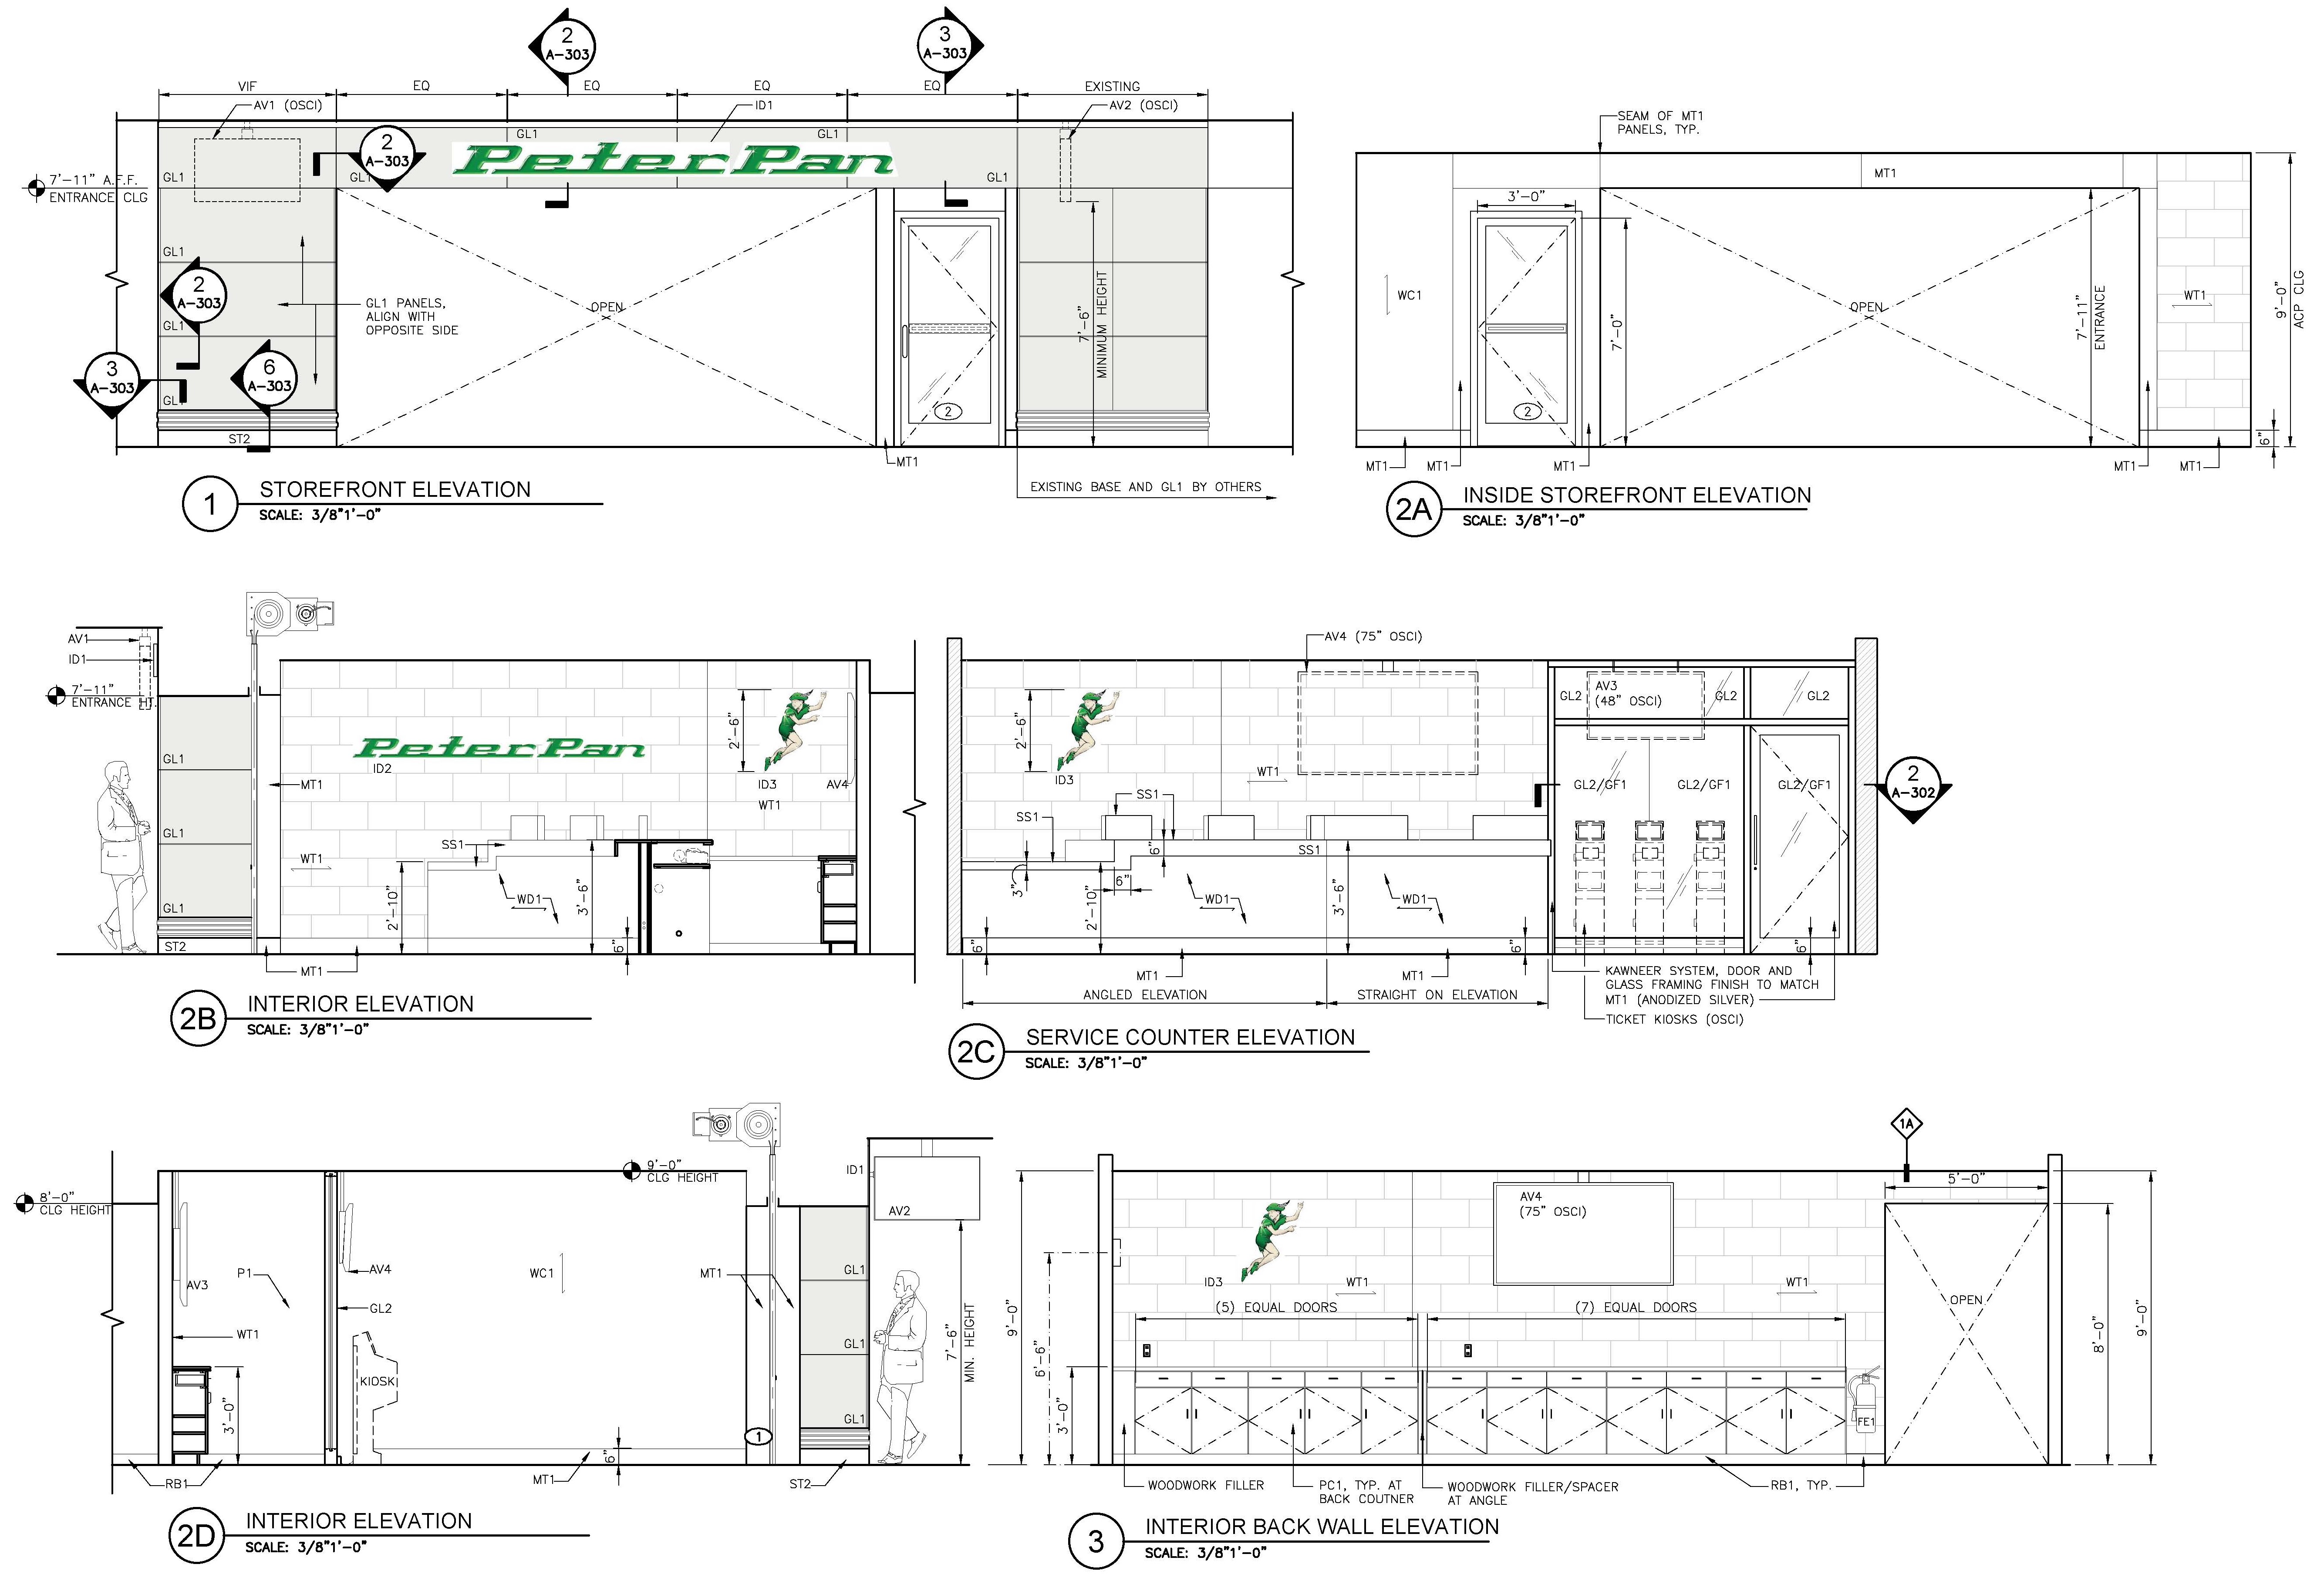 2
A-303
3
A-303
VIF
EQ
EQ
EQ
EQ
EXISTING
AV1 (OSCI)
ID1
AV2 (OSCI)
GL1
GL1
Peter Pan
2
A-303
GL1
GL1
GL1
7'-11" A.F.F.
ENTRANCE CLG
GL1
2
A-303
GL1 PANELS,
ALIGN WITH
OPPOSITE SIDE
OPEN
7'-6"
MINIMUM HEIGHT
GL1
3
A-303
6
A-303
GL1
2
ST2
MT1
EXISTING BASE AND GL1 BY OTHERS
1
STOREFRONT ELEVATION
SCALE: 3/8"1'-0"
SEAM OF MT1
PANELS, TYP.
MT1
3'-0"
WC1
7'-0"
OPEN
7'-11"
ENTRANCE
WT1
9'-0"
ACP CLG
2
6"
MT1
MT1
MT1
MT1
MT1
2A
INSIDE STOREFRONT ELEVATION
SCALE: 3/8"1'-0"
AV1
ID1
7'-11"
ENTRANCE HT.
GL1
MT1
Peter Pan
ID2
2'-6"
ID3
AV4
WT1
GL1
SS1
WT1
2'-10"
WD1
3'-6"
6"
GL1
ST2
MT1
2B
INTERIOR ELEVATION
SCALE: 3/8"1'-0"
AV4 (75" OSCI)
2'-6"
ID3
WT1
GL2
AV3
(48" OSCI)
GL2
GL2
SS1
SS1
GL2/GF1
GL2/GF1
GL2/GF1
2
A-302
6"
SS1
3"
6"
2'-10"
WD1
3'-6"
WD1
6"
6"
6"
MT1
MT1
ANGLED ELEVATION
STRAIGHT ON ELEVATION
KAWNEER SYSTEM, DOOR AND
GLASS FRAMING FINISH TO MATCH
MT1 (ANODIZED SILVER)
TICKET KIOSKS (OSCI)
2C
SERVICE COUNTER ELEVATION
SCALE: 3/8"1'-0"
8'-0"
CLG HEIGHT
9'-0"
CLG HEIGHT
ID1
AV2
AV3
P1
AV4
GL2
WT1
WC1
MT1
GL1
GL1
GL1
7'-6"
MIN. HEIGHT
KIOSK
3'-0"
6"
1
RB1
MT1
ST2
2D
INTERIOR ELEVATION
SCALE: 3/8"1'-0"
1A
5'-0"
AV4
(75" OSCI)
ID3
WT1
WT1
(5) EQUAL DOORS
(7) EQUAL DOORS
OPEN
9'-0"
6'-6"
3'-0"
8'-0"
9'-0"
FE1
WOODWORK FILLER
PC1, TYP. AT
BACK COUTNER
WOODWORK FILLER/SPACER
AT ANGLE
RB1, TYP.
3
INTERIOR BACK WALL ELEVATION
SCALE: 3/8"1'-0"